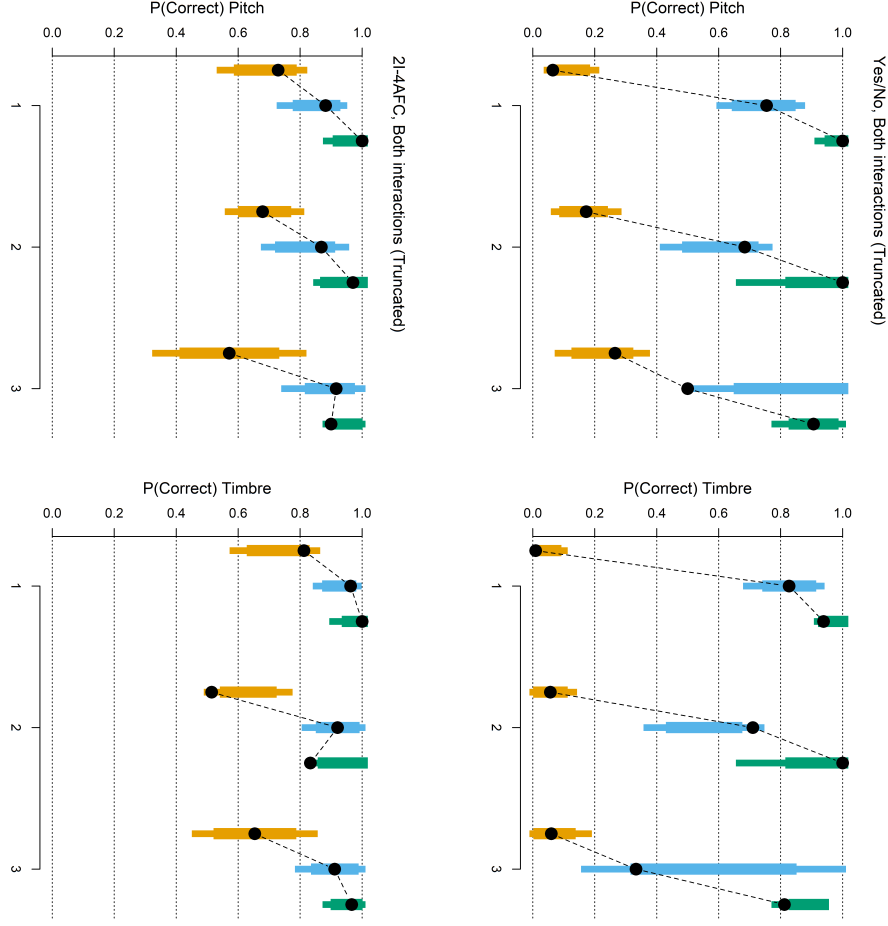 P(Correct) Pitch
0.0 0.2 0.4 0.6 0.8 1.0
1
2
3
2I-4AFC, Both interactions (Truncated)
P(Correct) Pitch
0.0 0.2 0.4 0.6 0.8 1.0
1
2
3
Yes/No, Both interactions (Truncated)
P(Correct) Timbre
0.0 0.2 0.4 0.6 0.8 1.0
1
2
3
P(Correct) Timbre
0.0 0.2 0.4 0.6 0.8 1.0
1
2
3